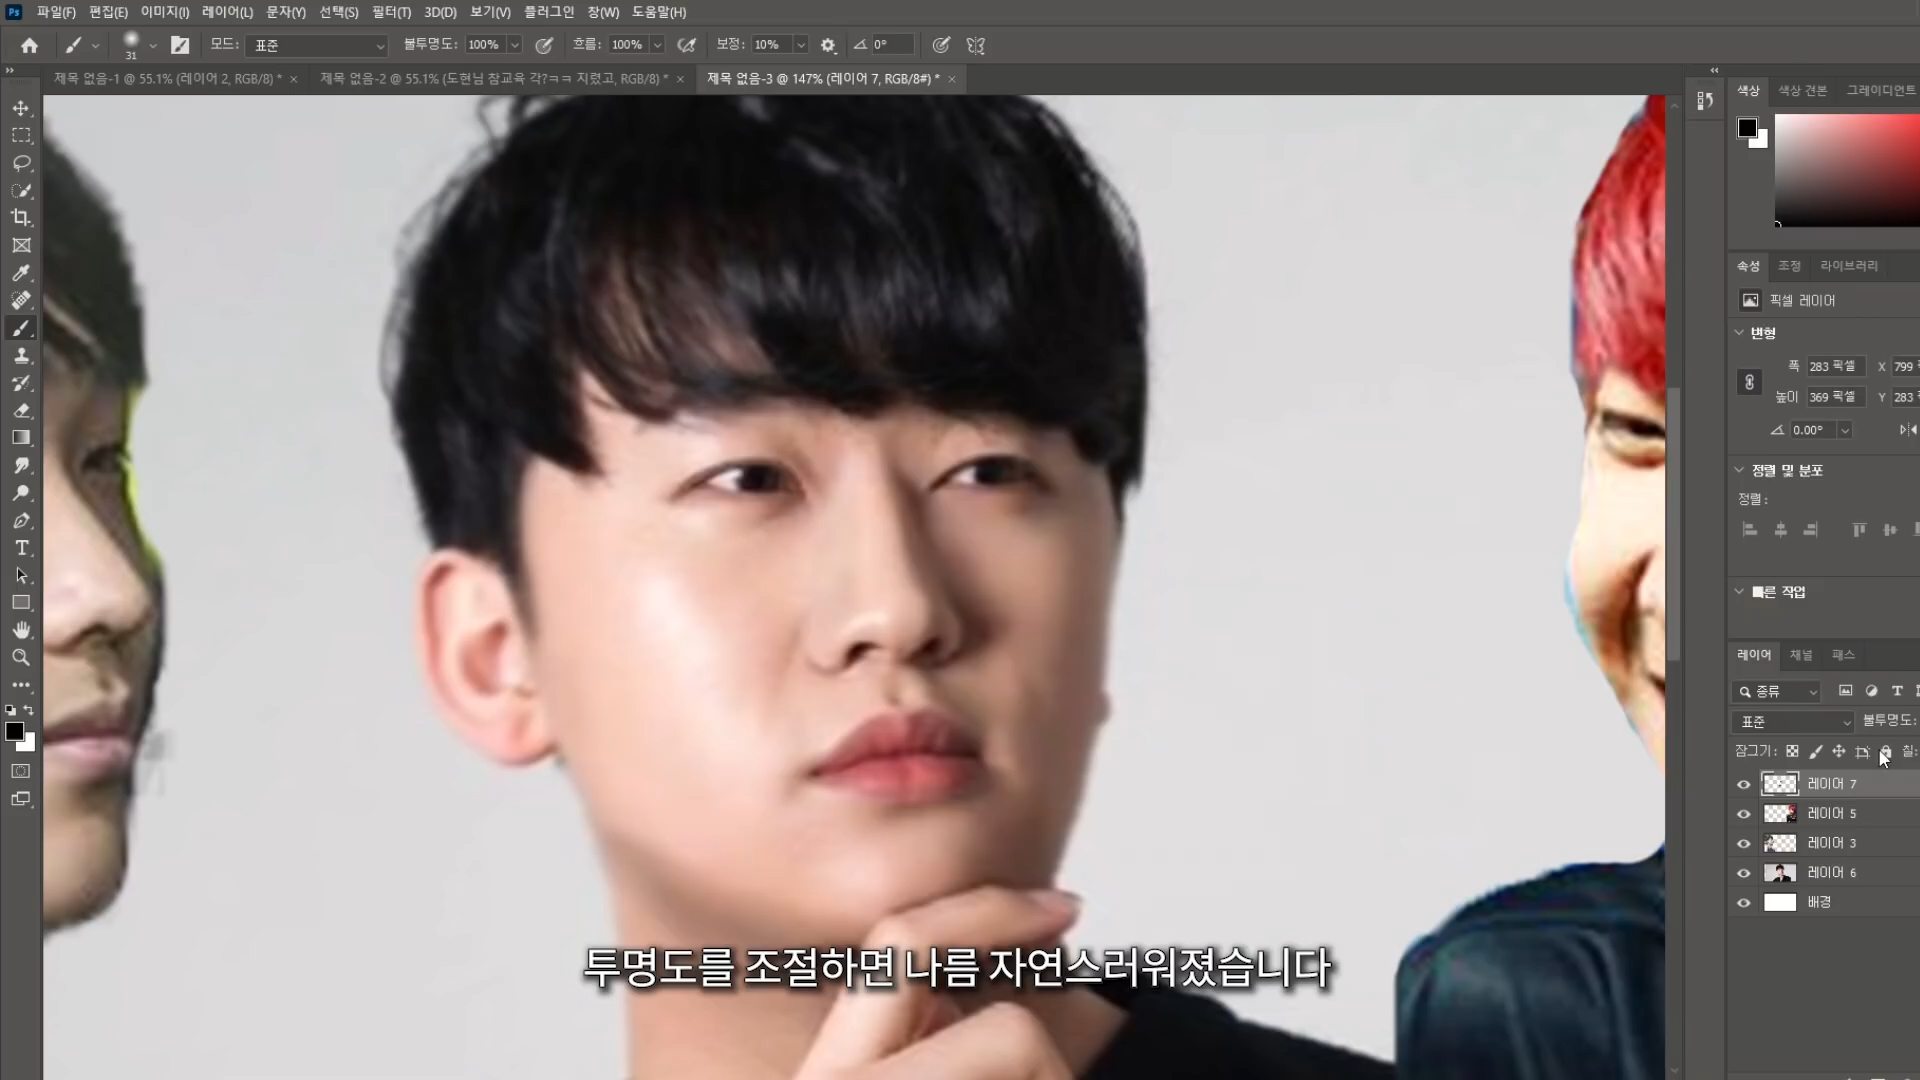 Ps 파일(F) 편집(E) 이미지(I) 레이어(L) 문자(Y) 선택(S) 필터(T) 3D(D) 보기(V) 플러그인 창(W) 도움말(H)
31 모드: 표준 불투명도: 100% 흐름: 100% 보정: 10% 0°
제목 없음-1 @ 55.1% (레이어 2, RGB/8) * × 제목 없음-2 @ 55.1% (도현님 참교육 각?ㅋㅋ 지렸고, RGB/8) * × 제목 없음-3 @ 147% (레이어 7, RGB/8#) * ×
색상 색상 견본 그레이디언트
속성 조정 라이브러리
픽셀 레이어
변형
폭 283 픽셀 X 799
높이 369 픽셀 Y 283
0.00°
정렬 및 분포
정렬:
빠른 작업
레이어 채널 패스
종류
표준 불투명도:
잠그기: 칠:
레이어 7
레이어 5
레이어 3
레이어 6
배경
투명도를 조절하면 나름 자연스러워졌습니다